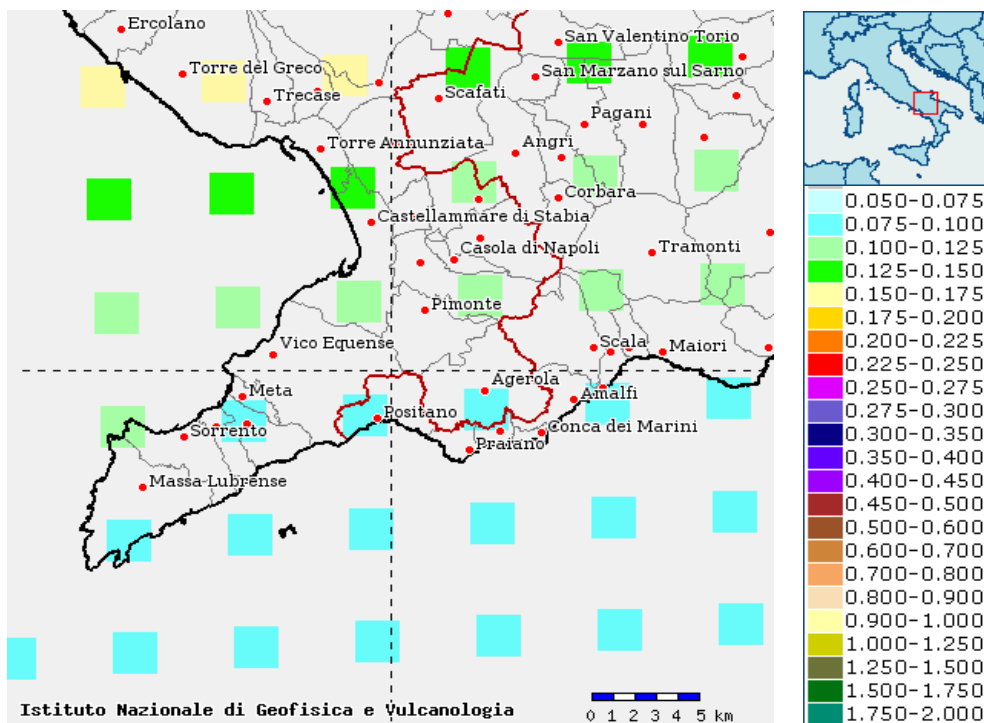 Ercolano
San Valentino Torio
Torre del Greco
San Marzano sul Sarno
Trecase
Scafati
Pagani
Torre Annunziata
Angri
Corbara
Castellammare di Stabia
Casola di Napoli
Tramonti
Pimonte
Vico Equense
Scala
Maiori
Meta
Agerola
Amalfi
Positano
Sorrento
Conca dei Marini
Praiano
Massa Lubrense
Istituto Nazionale di Geofisica e Vulcanologia
0 1 2 3 4 5 km
0.050-0.075
0.075-0.100
0.100-0.125
0.125-0.150
0.150-0.175
0.175-0.200
0.200-0.225
0.225-0.250
0.250-0.275
0.275-0.300
0.300-0.350
0.350-0.400
0.400-0.450
0.450-0.500
0.500-0.600
0.600-0.700
0.700-0.800
0.800-0.900
0.900-1.000
1.000-1.250
1.250-1.500
1.500-1.750
1.750-2.000